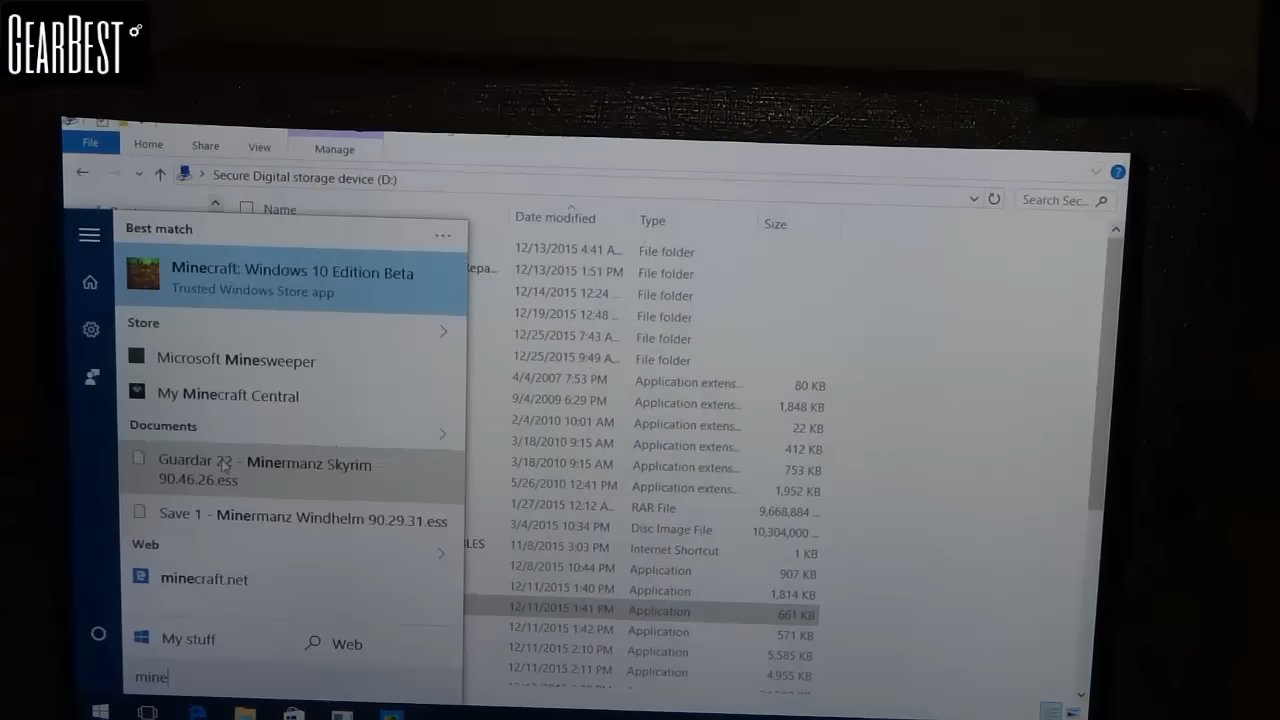 GEARBEST
File
Home
Share
View
Manage
Secure Digital storage device (D:)
Search Sec...
Name
Date modified
Type
Size
Best match
...
Minecraft: Windows 10 Edition Beta
Trusted Windows Store app
Store
Microsoft Minesweeper
My Minecraft Central
Documents
Guardar 22 - Minermanz Skyrim
90.46.26.ess
Save 1 - Minermanz Windhelm 90.29.31.ess
Web
minecraft.net
My stuff
Web
mine
12/13/2015 4:41 A... File folder
epa... 12/13/2015 1:51 PM File folder
12/14/2015 12:24 ... File folder
12/19/2015 12:48 ... File folder
12/25/2015 7:43 A... File folder
12/25/2015 9:49 A... File folder
4/4/2007 7:53 PM Application extens... 80 KB
9/4/2009 6:29 PM Application extens... 1,848 KB
2/4/2010 10:01 AM Application extens... 22 KB
3/18/2010 9:15 AM Application extens... 412 KB
3/18/2010 9:15 AM Application extens... 753 KB
5/26/2010 12:41 PM Application extens... 1,952 KB
1/27/2015 12:12 A... RAR File 9,668,884 ...
3/4/2015 10:34 PM Disc Image File 10,304,000 ...
LES 11/8/2015 3:03 PM Internet Shortcut 1 KB
12/8/2015 10:44 PM Application 907 KB
12/11/2015 1:40 PM Application 1,814 KB
12/11/2015 1:41 PM Application 661 KB
12/11/2015 1:42 PM Application 571 KB
12/11/2015 2:10 PM Application 5,585 KB
12/11/2015 2:11 PM Application 4,955 KB